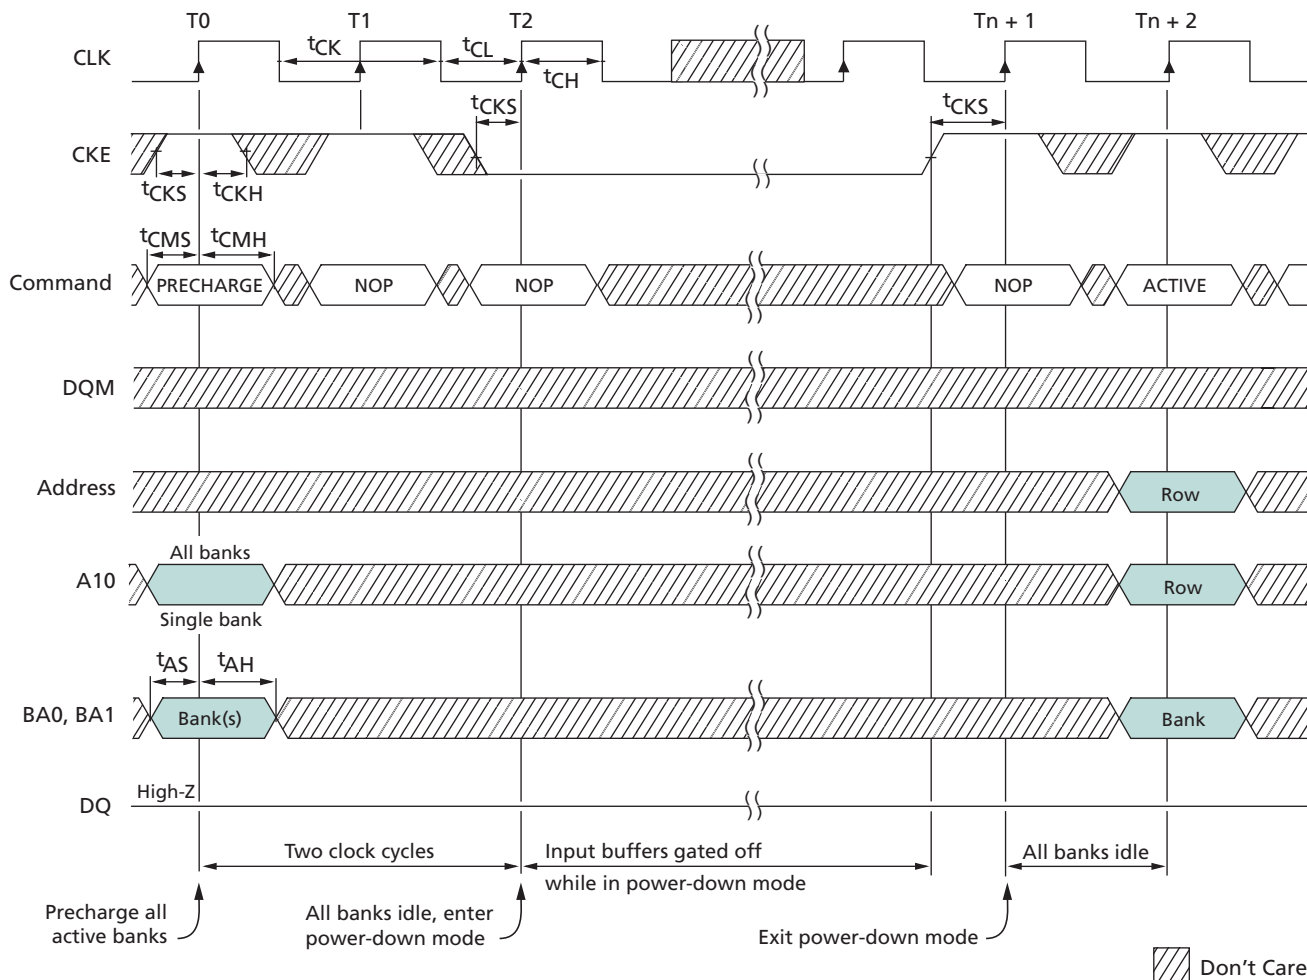 T0 T1 T2 Tn + 1 Tn + 2
CLK
tCK tCL
tCH
tCKS tCKS
CKE
tCKS tCKH
tCMS tCMH
Command PRECHARGE NOP NOP NOP ACTIVE
DQM
Address Row
All banks
A10 Row
Single bank
tAS tAH
BA0, BA1 Bank(s) Bank
High-Z
DQ
Two clock cycles
Input buffers gated off
while in power-down mode
All banks idle
Precharge all
active banks
All banks idle, enter
power-down mode
Exit power-down mode
Don't Care